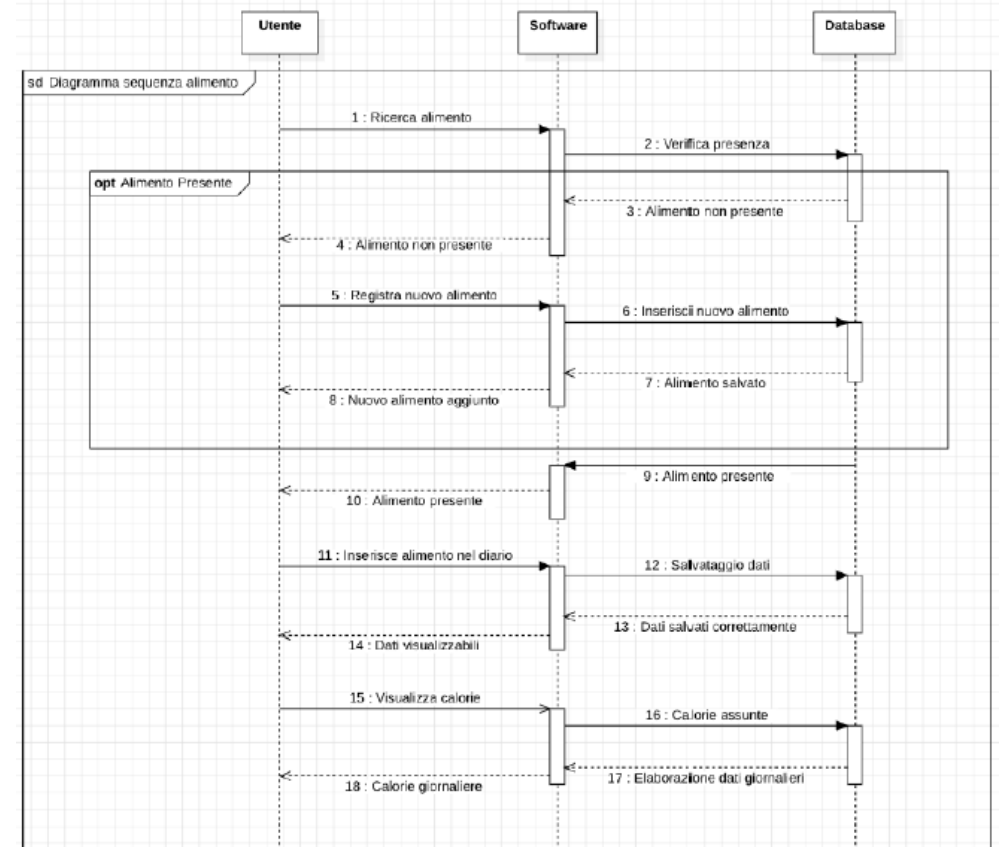 Utente
Software
Database
sd Diagramma sequenza alimento
1 : Ricerca alimento
2 : Verifica presenza
opt Alimento Presente
3 : Alimento non presente
4 : Alimento non presente
5 : Registra nuovo alimento
6 : Inseriscii nuovo alimento
7 : Alimento salvato
8 : Nuovo alimento aggiunto
9 : Alimento presente
10 : Alimento presente
11 : Inserisce alimento nel diario
12 : Salvataggio dati
13 : Dati salvati correttamente
14 : Dati visualizzabili
15 : Visualizza calorie
16 : Calorie assunte
17 : Elaborazione dati giornalieri
18 : Calorie giornaliere